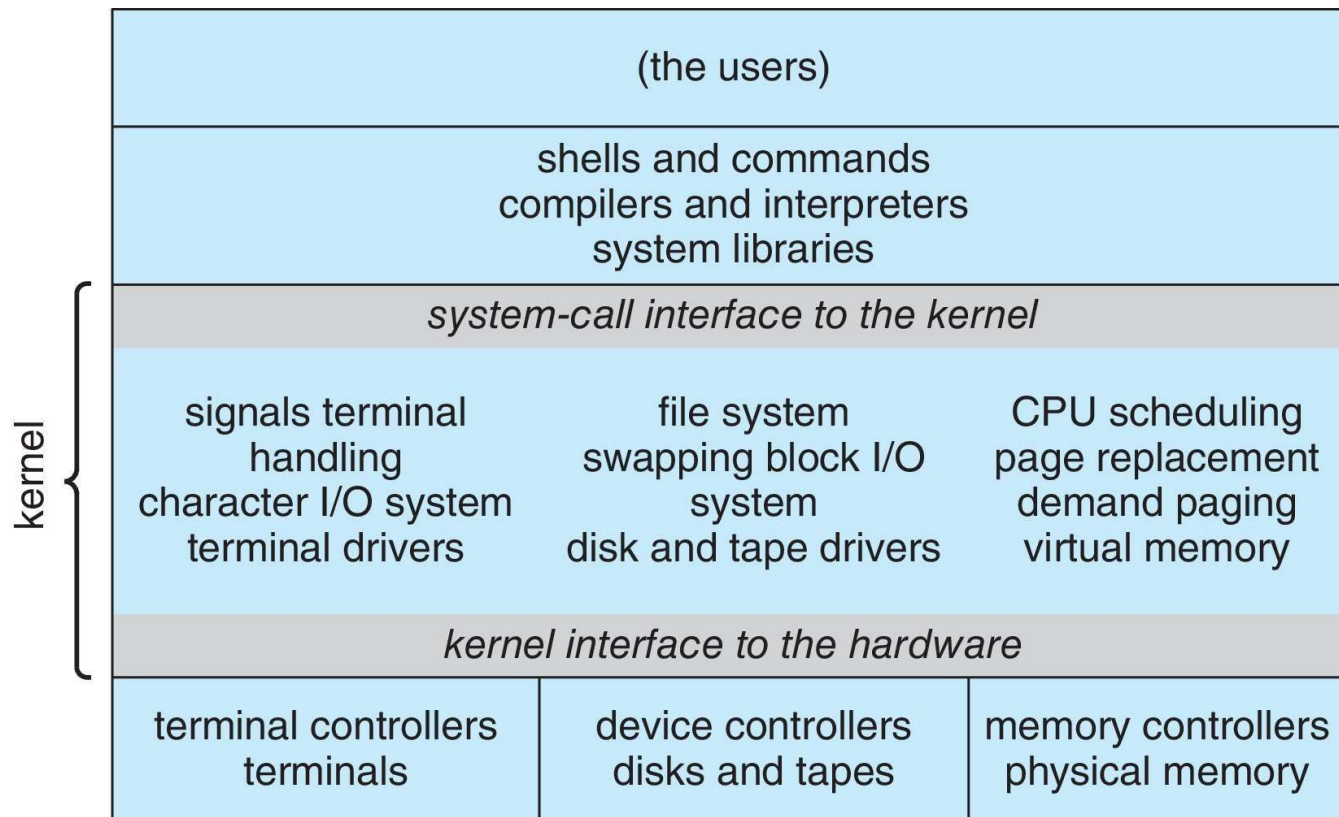 (the users)
shells and commands
compilers and interpreters
system libraries
kernel
system-call interface to the kernel
signals terminal
handling
character I/O system
terminal drivers
file system
swapping block I/O
system
disk and tape drivers
CPU scheduling
page replacement
demand paging
virtual memory
kernel interface to the hardware
terminal controllers
terminals
device controllers
disks and tapes
memory controllers
physical memory